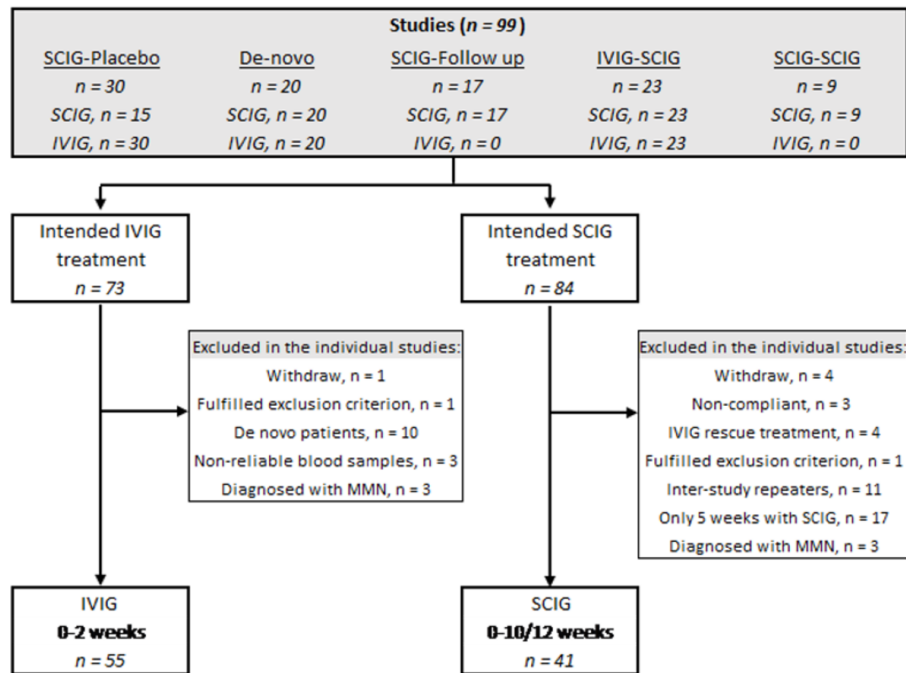 Studies (n = 99)
SCIG-Placebo De-novo SCIG-Follow up IVIG-SCIG SCIG-SCIG
n = 30 n = 20 n = 17 n = 23 n = 9
SCIG, n = 15 SCIG, n = 20 SCIG, n = 17 SCIG, n = 23 SCIG, n = 9
IVIG, n = 30 IVIG, n = 20 IVIG, n = 0 IVIG, n = 23 IVIG, n = 0
Intended IVIG
treatment
n = 73
Intended SCIG
treatment
n = 84
Excluded in the individual studies:
Withdraw, n = 1
Fulfilled exclusion criterion, n = 1
De novo patients, n = 10
Non-reliable blood samples, n = 3
Diagnosed with MMN, n = 3
Excluded in the individual studies:
Withdraw, n = 4
Non-compliant, n = 3
IVIG rescue treatment, n = 4
Fulfilled exclusion criterion, n = 1
Inter-study repeaters, n = 11
Only 5 weeks with SCIG, n = 17
Diagnosed with MMN, n = 3
IVIG
0-2 weeks
n = 55
SCIG
0-10/12 weeks
n = 41